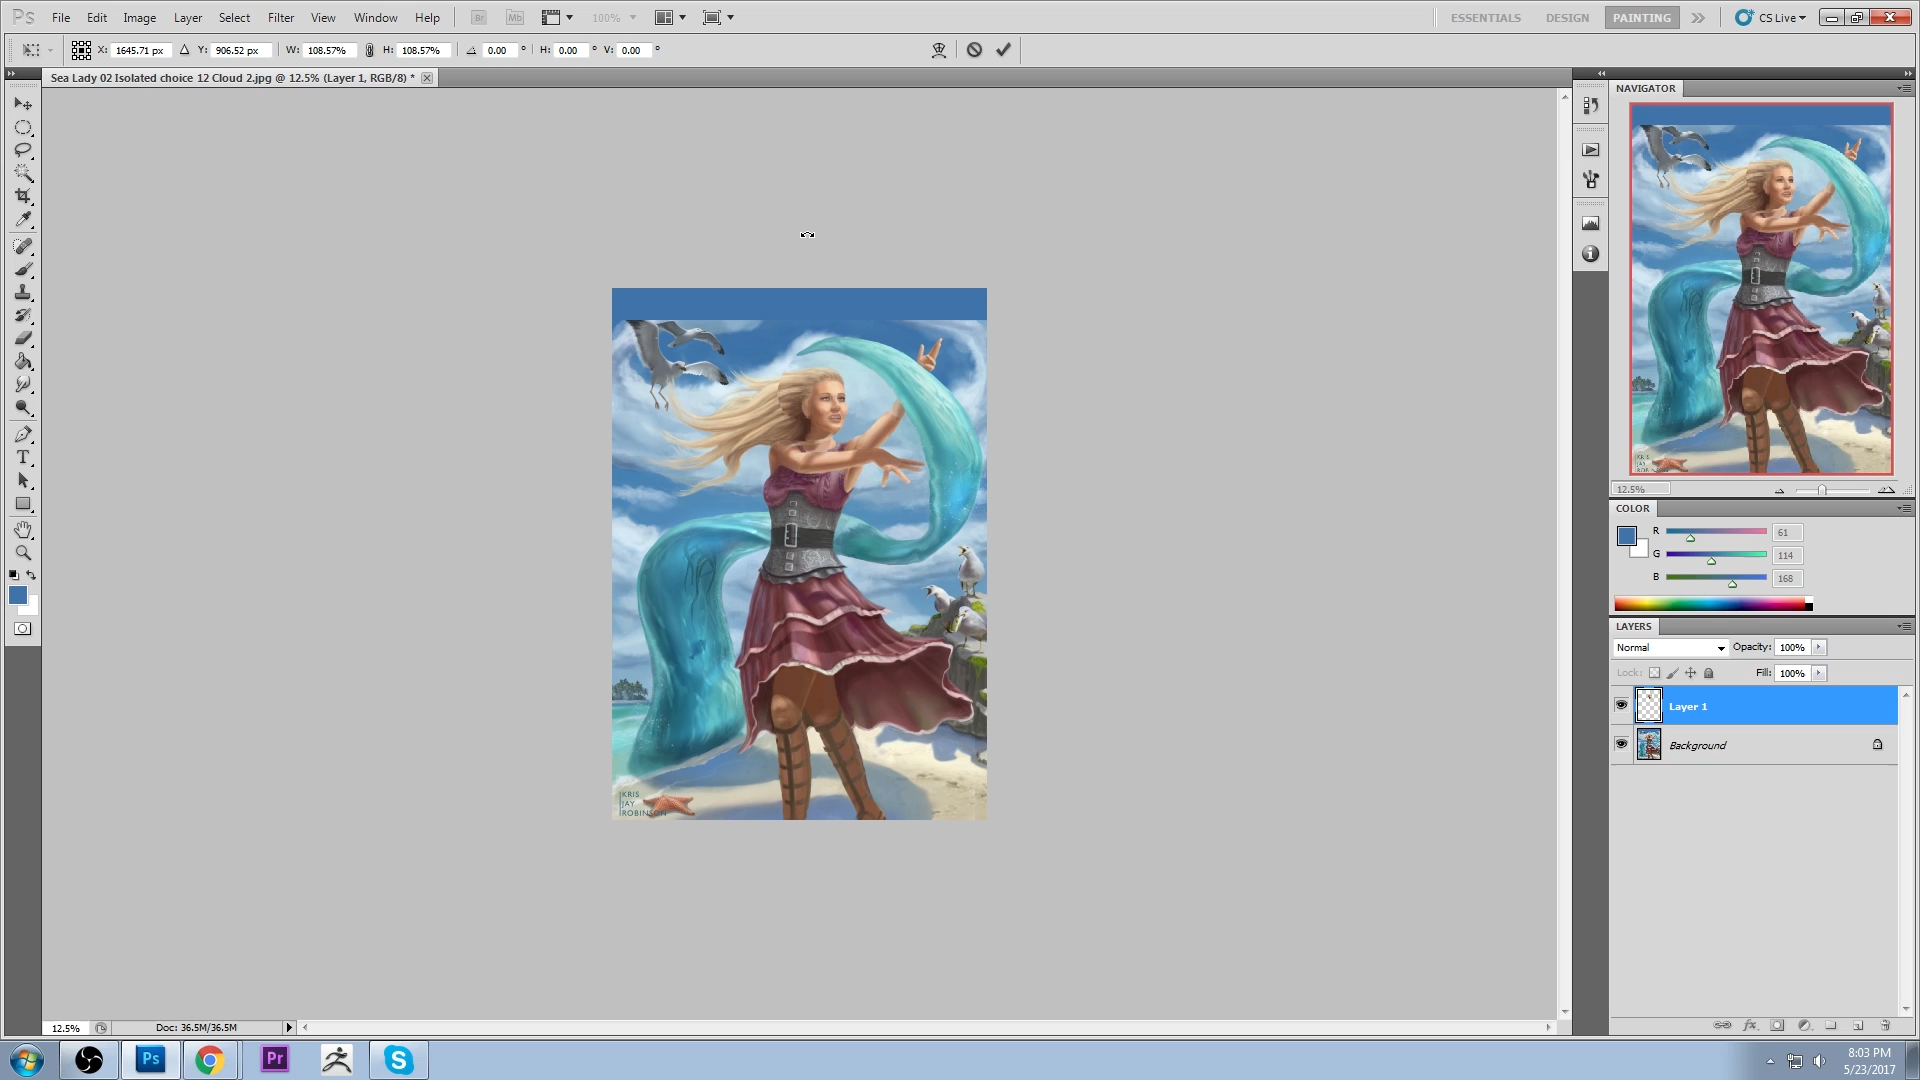 Ps File Edit Image Layer Select Filter View Window Help Br Mb 100% ESSENTIALS DESIGN PAINTING CS Live
X: 1645.71 px Y: 906.52 px W: 108.57% H: 108.57% 0.00 ° H: 0.00 ° V: 0.00 °
Sea Lady 02 Isolated choice 12 Cloud 2.jpg @ 12.5% (Layer 1, RGB/8) *
NAVIGATOR
12.5%
COLOR
R 61
G 114
B 168
LAYERS
Normal Opacity: 100%
Lock: Fill: 100%
Layer 1
Background
T
KRIS
JAY
ROBINSON
12.5% Doc: 36.5M/36.5M
Ps Pr S
8:03 PM
5/23/2017